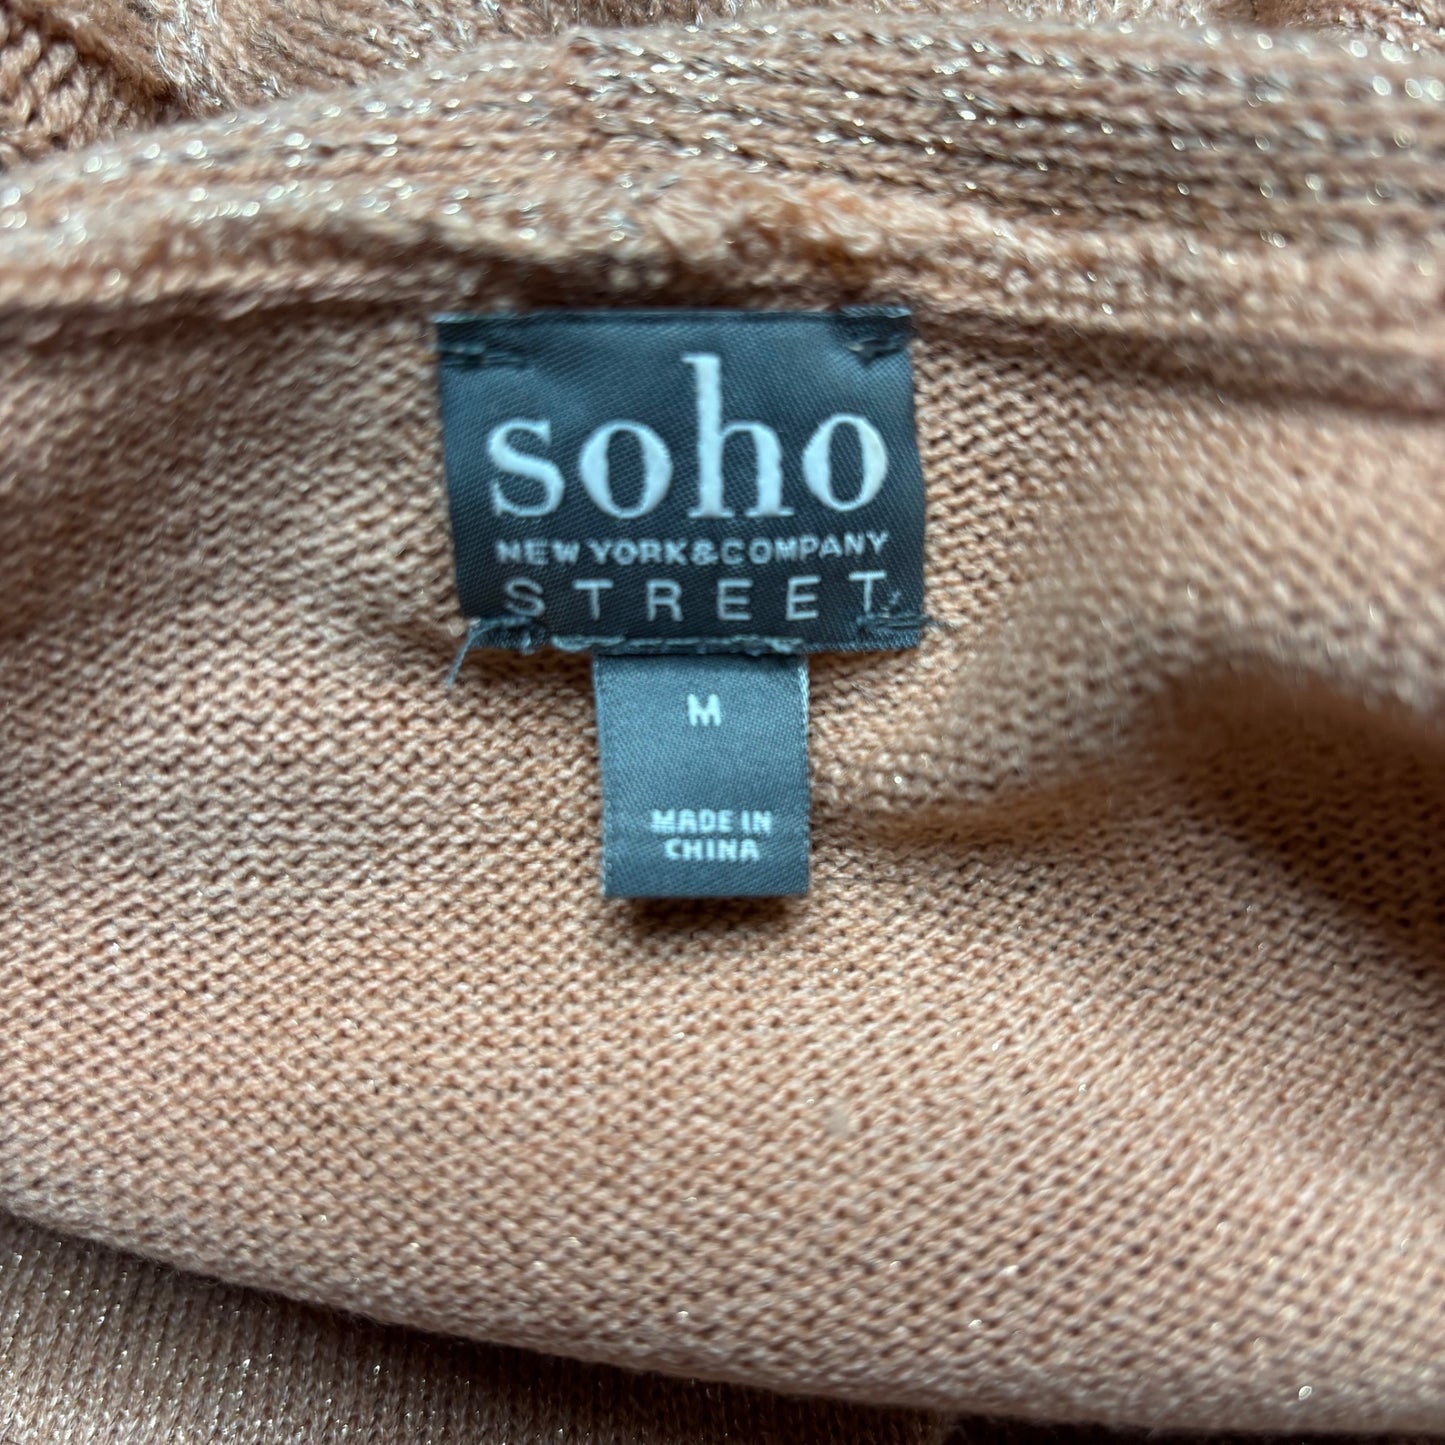 soho
NEW YORK&COMPANY
STREET
M
MADE IN
CHINA